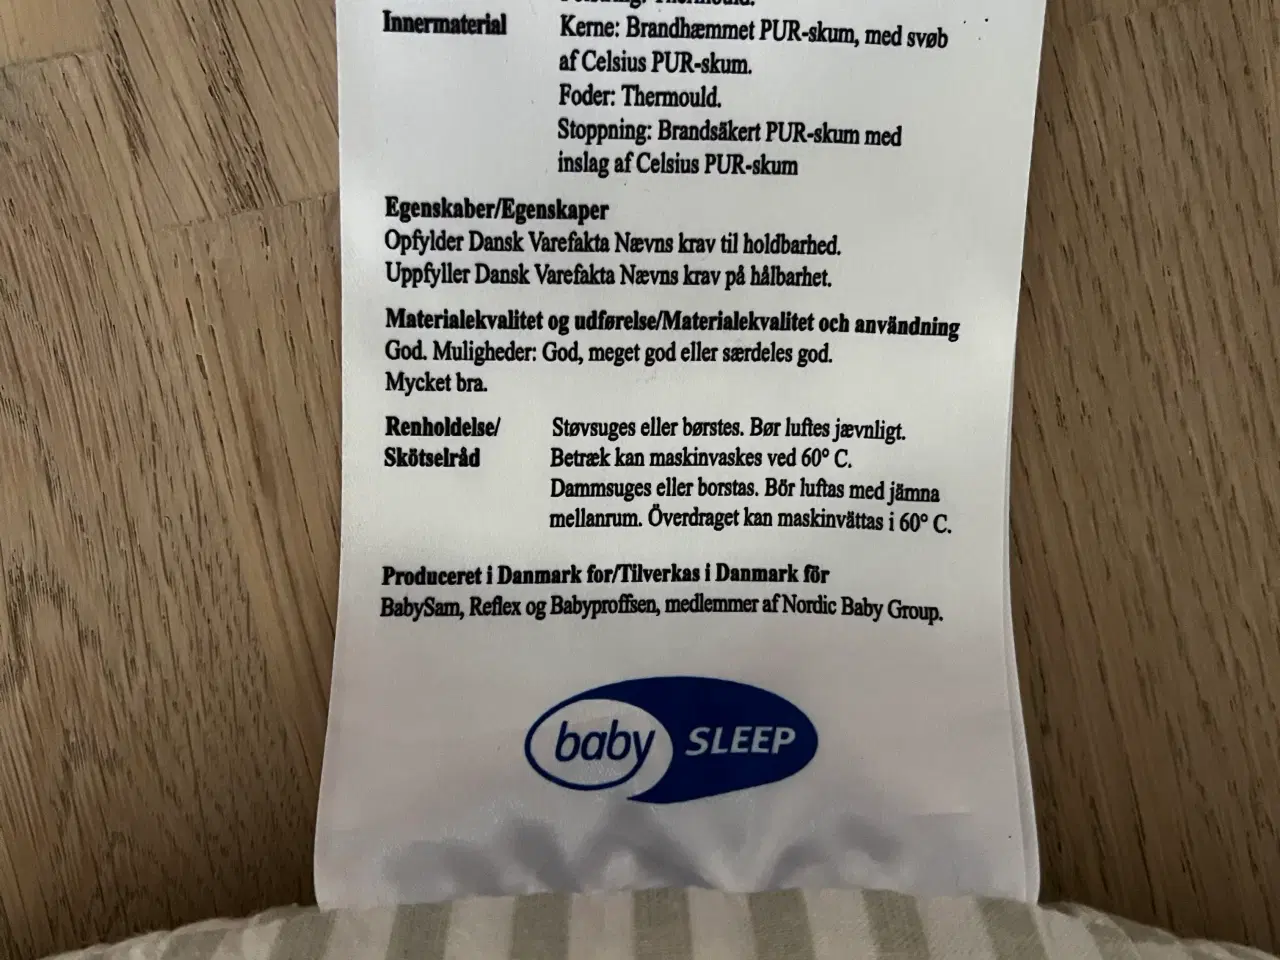 Thermould.
Innermaterial
Kerne: Brandhæmmet PUR-skum, med svøb
af Celsius PUR-skum.
Foder: Thermould.
Stoppning: Brandsäkert PUR-skum med
inslag af Celsius PUR-skum
Egenskaber/Egenskaper
Opfylder Dansk Varefakta Nævns krav til holdbarhed.
Uppfyller Dansk Varefakta Nævns krav på hålbarhet.
Materialekvalitet og udførelse/Materialekvalitet och användning
God. Muligheder: God, meget god eller særdeles god.
Mycket bra.
Renholdelse/
Skötselråd
Støvsuges eller børstes. Bør luftes jævnligt.
Betræk kan maskinvaskes ved 60° C.
Dammsuges eller borstas. Bör luftas med jämna
mellanrum. Överdraget kan maskinvättas i 60° C.
Produceret i Danmark for/Tilverkas i Danmark för
BabySam, Reflex og Babyproffsen, medlemmer af Nordic Baby Group.
baby SLEEP